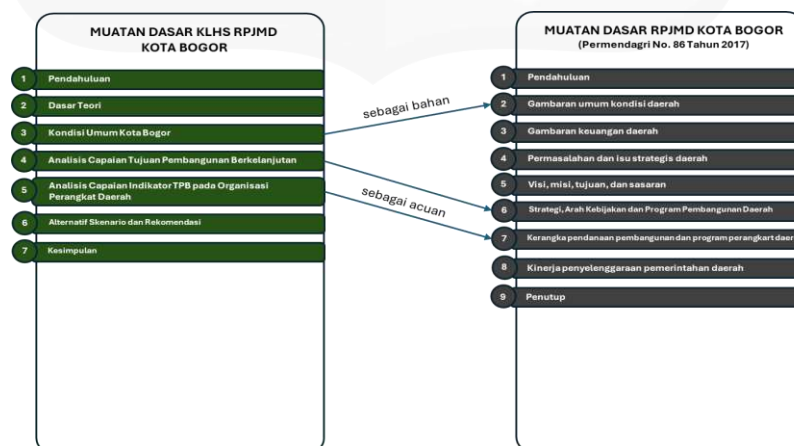 MUATAN DASAR KLHS RPJMD
KOTA BOGOR
1 Pendahuluan
2 Dasar Teori
3 Kondisi Umum Kota Bogor
4 Analisis Capaian Tujuan Pembangunan Berkelanjutan
5 Analisis Capaian Indikator TPB pada Organisasi
Perangkat Daerah
6 Alternatif Skenario dan Rekomendasi
7 Kesimpulan
sebagai bahan
sebagai acuan
MUATAN DASAR RPJMD KOTA BOGOR
(Permendagri No. 86 Tahun 2017)
1 Pendahuluan
2 Gambaran umum kondisi daerah
3 Gambaran keuangan daerah
4 Permasalahan dan isu strategis daerah
5 Visi, misi, tujuan, dan sasaran
6 Strategi, Arah Kebijakan dan Program Pembangunan Daerah
7 Kerangka pendanaan pembangunan dan program perangkart daer
8 Kinerja penyelenggaraan pemerintahan daerah
9 Penutup